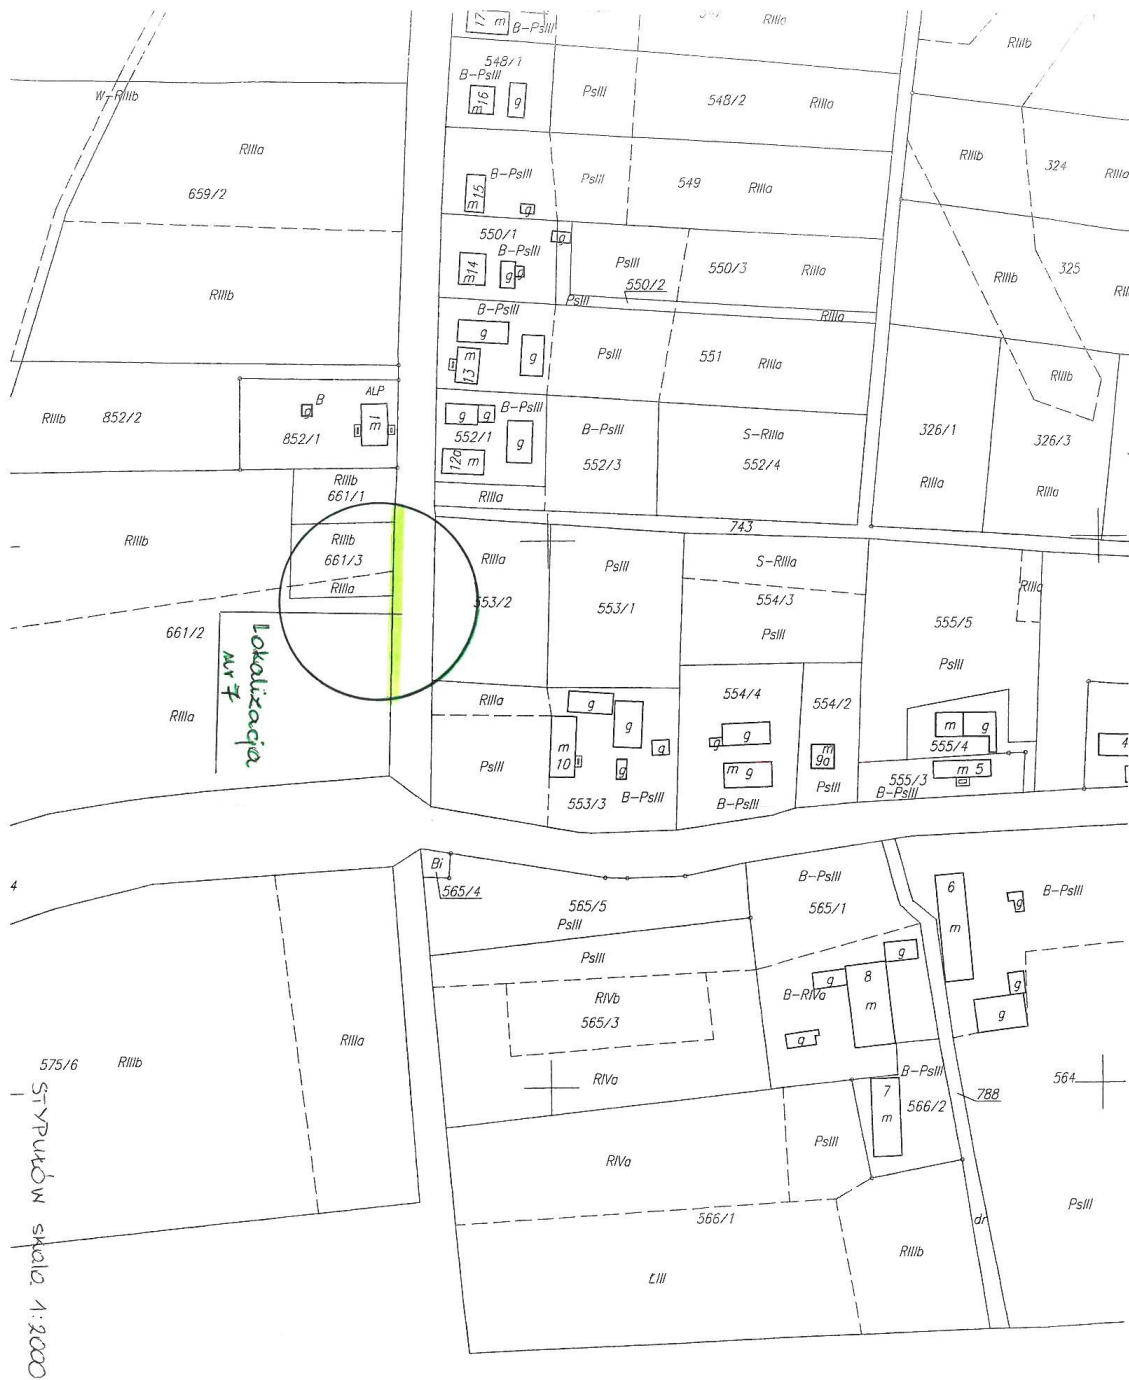 17
m
B-PsIII
RIIIa
RIIIb
548/1
B-PsIII
W-RIIIb
m 16
g
PsIII
548/2
RIIIa
RIIIa
RIIIb
324
RIIIa
B-PsIII
659/2
m 15
g
PsIII
549
RIIIa
550/1
g
B-PsIII
m 14
g
g
PsIII
550/3
RIIIa
325
RIIIb
550/2
RIIIb
PsIII
RIIIa
B-PsIII
g
m
13
g
PsIII
551
RIIIa
RIIIb
ALP
B
g
m 1
RIIIb
852/2
852/1
g
g
B-PsIII
g
552/1
12a m
B-PsIII
552/3
S-RIIIa
552/4
326/1
326/3
RIIIa
RIIIa
RIIIb
661/1
RIIIa
743
RIIIb
RIIIb
661/3
RIIIa
RIIIa
553/2
PsIII
553/1
S-RIIIa
554/3
PsIII
RIIIa
555/5
PsIII
661/2
Lokalizacja
nr 7
RIIIa
RIIIa
PsIII
g
g
g
m
10
g
553/3
B-PsIII
554/4
g
g
m 9
B-PsIII
554/2
m
9a
PsIII
m
g
555/4
m 5
555/3
B-PsIII
4
4
Bi
565/4
565/5
PsIII
PsIII
B-PsIII
565/1
6
m
g
B-PsIII
g
g
8
m
B-RIVa
g
g
g
RIVb
565/3
RIVa
575/6
RIIIb
RIIIa
B-PsIII
7
m
566/2
788
564
PsIII
RIVa
566/1
ŁIII
RIIIb
dr
PsIII
STYPUŁÓW skala 1:2000